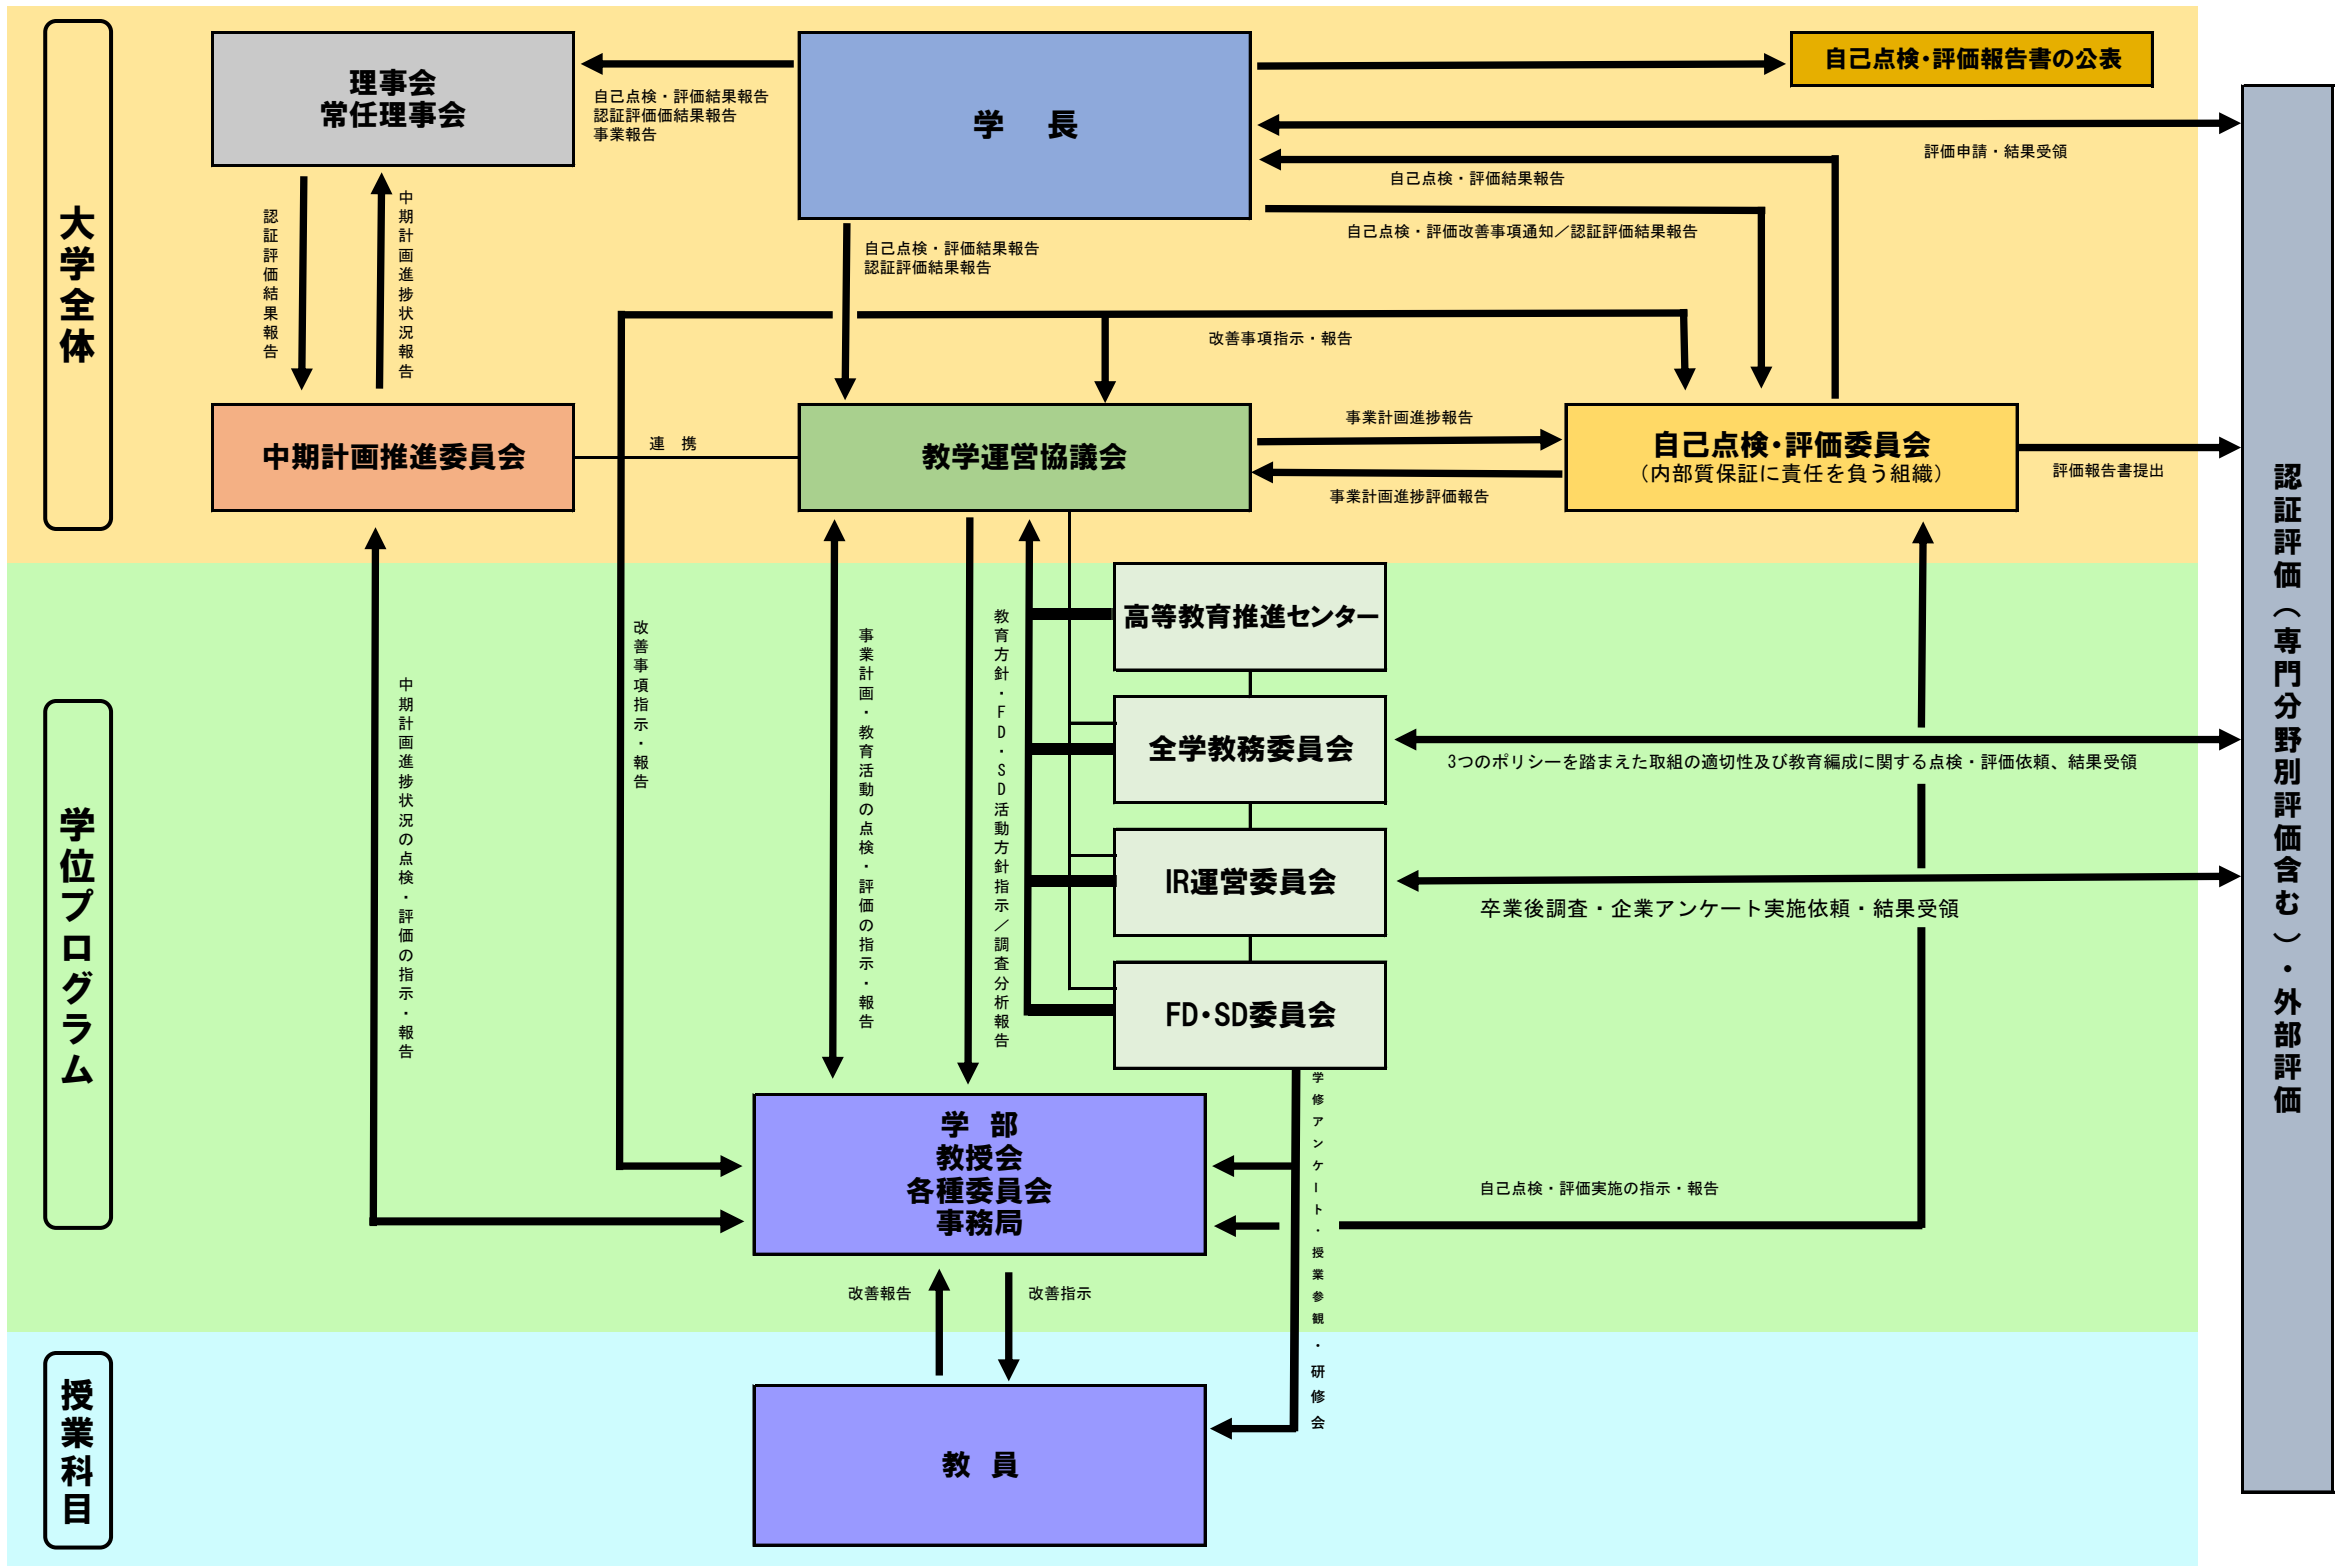 大学全体
理事会
常任理事会
自己点検・評価結果報告
認証評価価結果報告
事業報告
学　長
自己点検・評価報告書の公表
評価申請・結果受領
自己点検・評価結果報告
自己点検・評価改善事項通知／認証評価結果報告
認証評価結果報告
中期計画進捗状況報告
自己点検・評価結果報告
認証評価結果報告
改善事項指示・報告
中期計画推進委員会
連　携
教学運営協議会
事業計画進捗報告
事業計画進捗評価報告
自己点検・評価委員会
（内部質保証に責任を負う組織）
評価報告書提出
認証評価（専門分野別評価含む）・外部評価
学位プログラム
中期計画進捗状況の点検・評価の指示・報告
改善事項指示・報告
事業計画・教育活動の点検・評価の指示・報告
教育方針・FD・SD活動方針指示／調査分析報告
高等教育推進センター
全学教務委員会
3つのポリシーを踏まえた取組の適切性及び教育編成に関する点検・評価依頼、結果受領
IR運営委員会
卒業後調査・企業アンケート実施依頼・結果受領
FD・SD委員会
学修アンケート・授業参観・研修会
学　部
教授会
各種委員会
事務局
自己点検・評価実施の指示・報告
改善報告
改善指示
授業科目
教　員